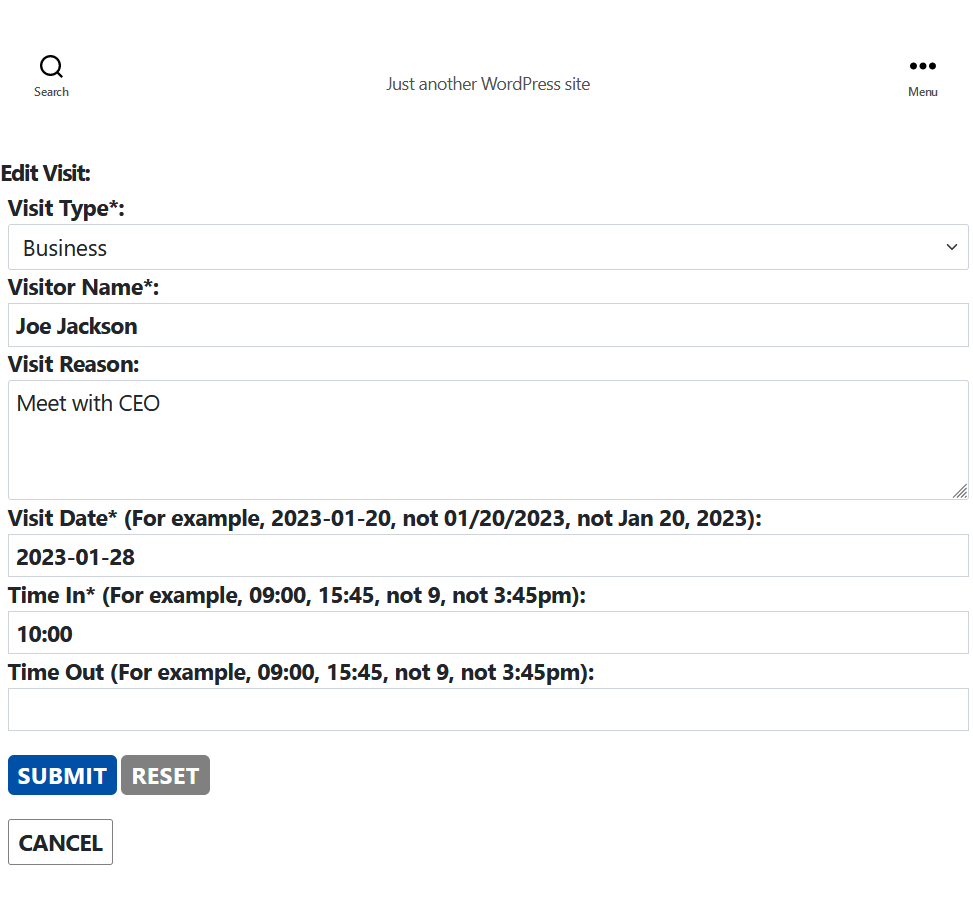 Search
Just another WordPress site
Menu
Edit Visit:
Visit Type*:
Business
Visitor Name*:
Joe Jackson
Visit Reason:
Meet with CEO
Visit Date* (For example, 2023-01-20, not 01/20/2023, not Jan 20, 2023):
2023-01-28
Time In* (For example, 09:00, 15:45, not 9, not 3:45pm):
10:00
Time Out (For example, 09:00, 15:45, not 9, not 3:45pm):
SUBMIT RESET
CANCEL